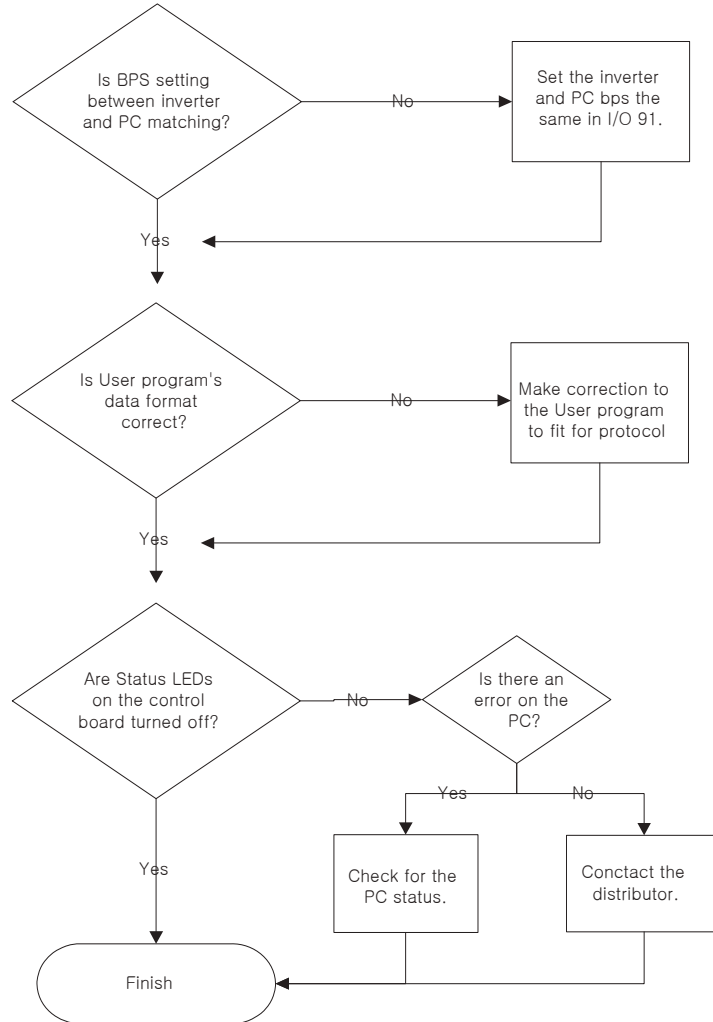 Is BPS setting
between inverter
and PC matching?
No
Set the inverter
and PC bps the
same in I/O 91.
Yes
Is User program's
data format
correct?
No
Make correction to
the User program
to fit for protocol
Yes
Are Status LEDs
on the control
board turned off?
No
Is there an
error on the
PC?
Yes
No
Yes
Check for the
PC status.
Conctact the
distributor.
Finish